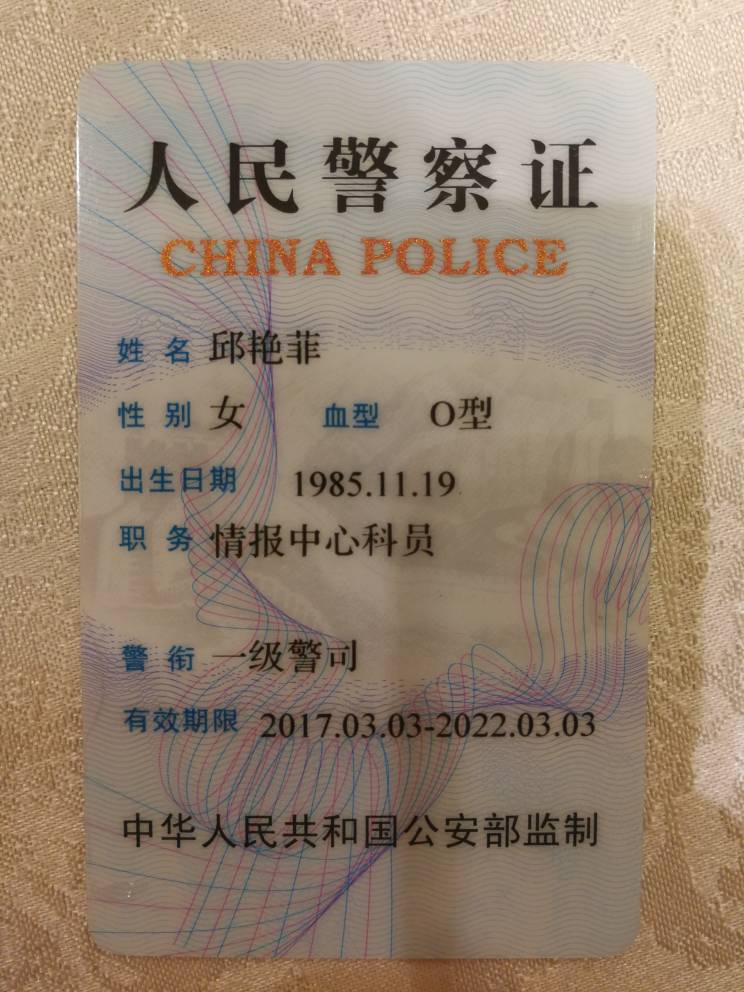 人民警察证
CHINA POLICE
姓名 邱艳菲
性别 女 血型 O型
出生日期 1985.11.19
职务 情报中心科员
警衔 一级警司
有效期限 2017.03.03-2022.03.03
中华人民共和国公安部监制